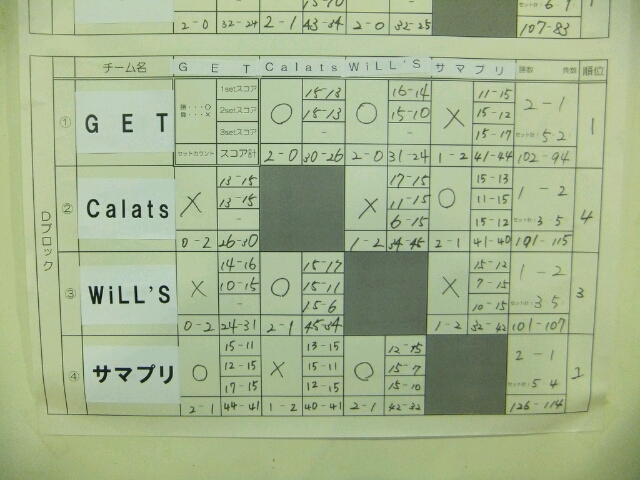 2-0 32-24 2-1 43-34 2-0 32-25 107-83
チーム名 GET Calats WiLL'S サマプリ 勝数 負数 順位
Dブロック
① GET
勝・・・○
負・・・×
1setスコア
2setスコア
3setスコア
セットカウント スコア計
○ 15-13 ○ 16-14 × 11-15
15-13 15-10 15-12
- - 15-17
2-1
5 2
1
2-0 30-26 2-0 31-24 1-2 41-44 102-94
② Calats
× 13-15 × 17-15 ○ 15-13
13-15 11-15 11-15
- 6-15 15-12
1-2
セット数 3 5
4
0-2 26-30 1-2 34-45 2-1 41-40 101-115
③ WiLL'S
× 14-16 ○ 15-17 × 15-12
10-15 15-11 7-15
- 15-6 10-15
1-2
セット数 3 5
3
0-2 24-31 2-1 45-34 1-2 32-42 101-107
④ サマプリ
○ 15-11 × 13-15 ○ 12-15
12-15 15-11 15-7
17-15 12-15 15-10
2-1
セット数 5 4
2
2-1 44-41 1-2 40-41 2-1 42-32 126-114